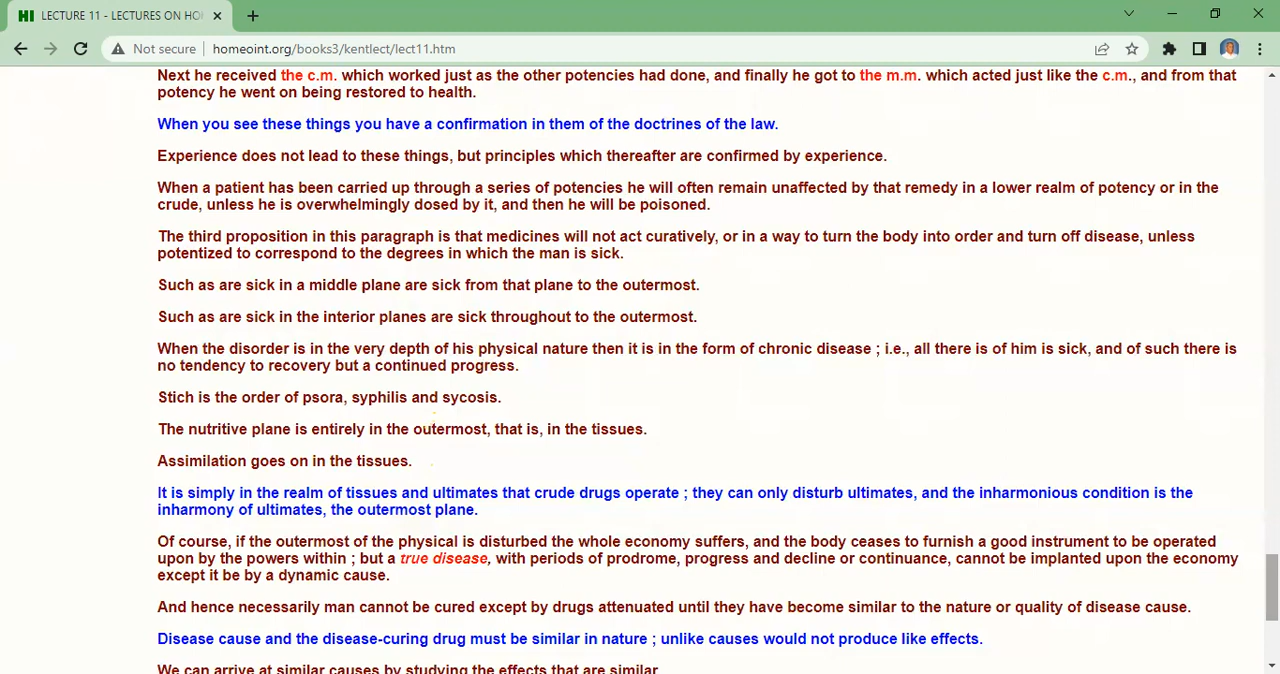 LECTURE 11 - LECTURES ON HO
Not secure homeoint.org/books3/kentlect/lect11.htm
Next he received the c.m. which worked just as the other potencies had done, and finally he got to the m.m. which acted just like the c.m., and from that
potency he went on being restored to health.
When you see these things you have a confirmation in them of the doctrines of the law.
Experience does not lead to these things, but principles which thereafter are confirmed by experience.
When a patient has been carried up through a series of potencies he will often remain unaffected by that remedy in a lower realm of potency or in the
crude, unless he is overwhelmingly dosed by it, and then he will be poisoned.
The third proposition in this paragraph is that medicines will not act curatively, or in a way to turn the body into order and turn off disease, unless
potentized to correspond to the degrees in which the man is sick.
Such as are sick in a middle plane are sick from that plane to the outermost.
Such as are sick in the interior planes are sick throughout to the outermost.
When the disorder is in the very depth of his physical nature then it is in the form of chronic disease ; i.e., all there is of him is sick, and of such there is
no tendency to recovery but a continued progress.
Stich is the order of psora, syphilis and sycosis.
The nutritive plane is entirely in the outermost, that is, in the tissues.
Assimilation goes on in the tissues.
It is simply in the realm of tissues and ultimates that crude drugs operate ; they can only disturb ultimates, and the inharmonious condition is the
inharmony of ultimates, the outermost plane.
Of course, if the outermost of the physical is disturbed the whole economy suffers, and the body ceases to furnish a good instrument to be operated
upon by the powers within ; but a true disease, with periods of prodrome, progress and decline or continuance, cannot be implanted upon the economy
except it be by a dynamic cause.
And hence necessarily man cannot be cured except by drugs attenuated until they have become similar to the nature or quality of disease cause.
Disease cause and the disease-curing drug must be similar in nature ; unlike causes would not produce like effects.
We can arrive at similar causes by studying the effects that are similar.